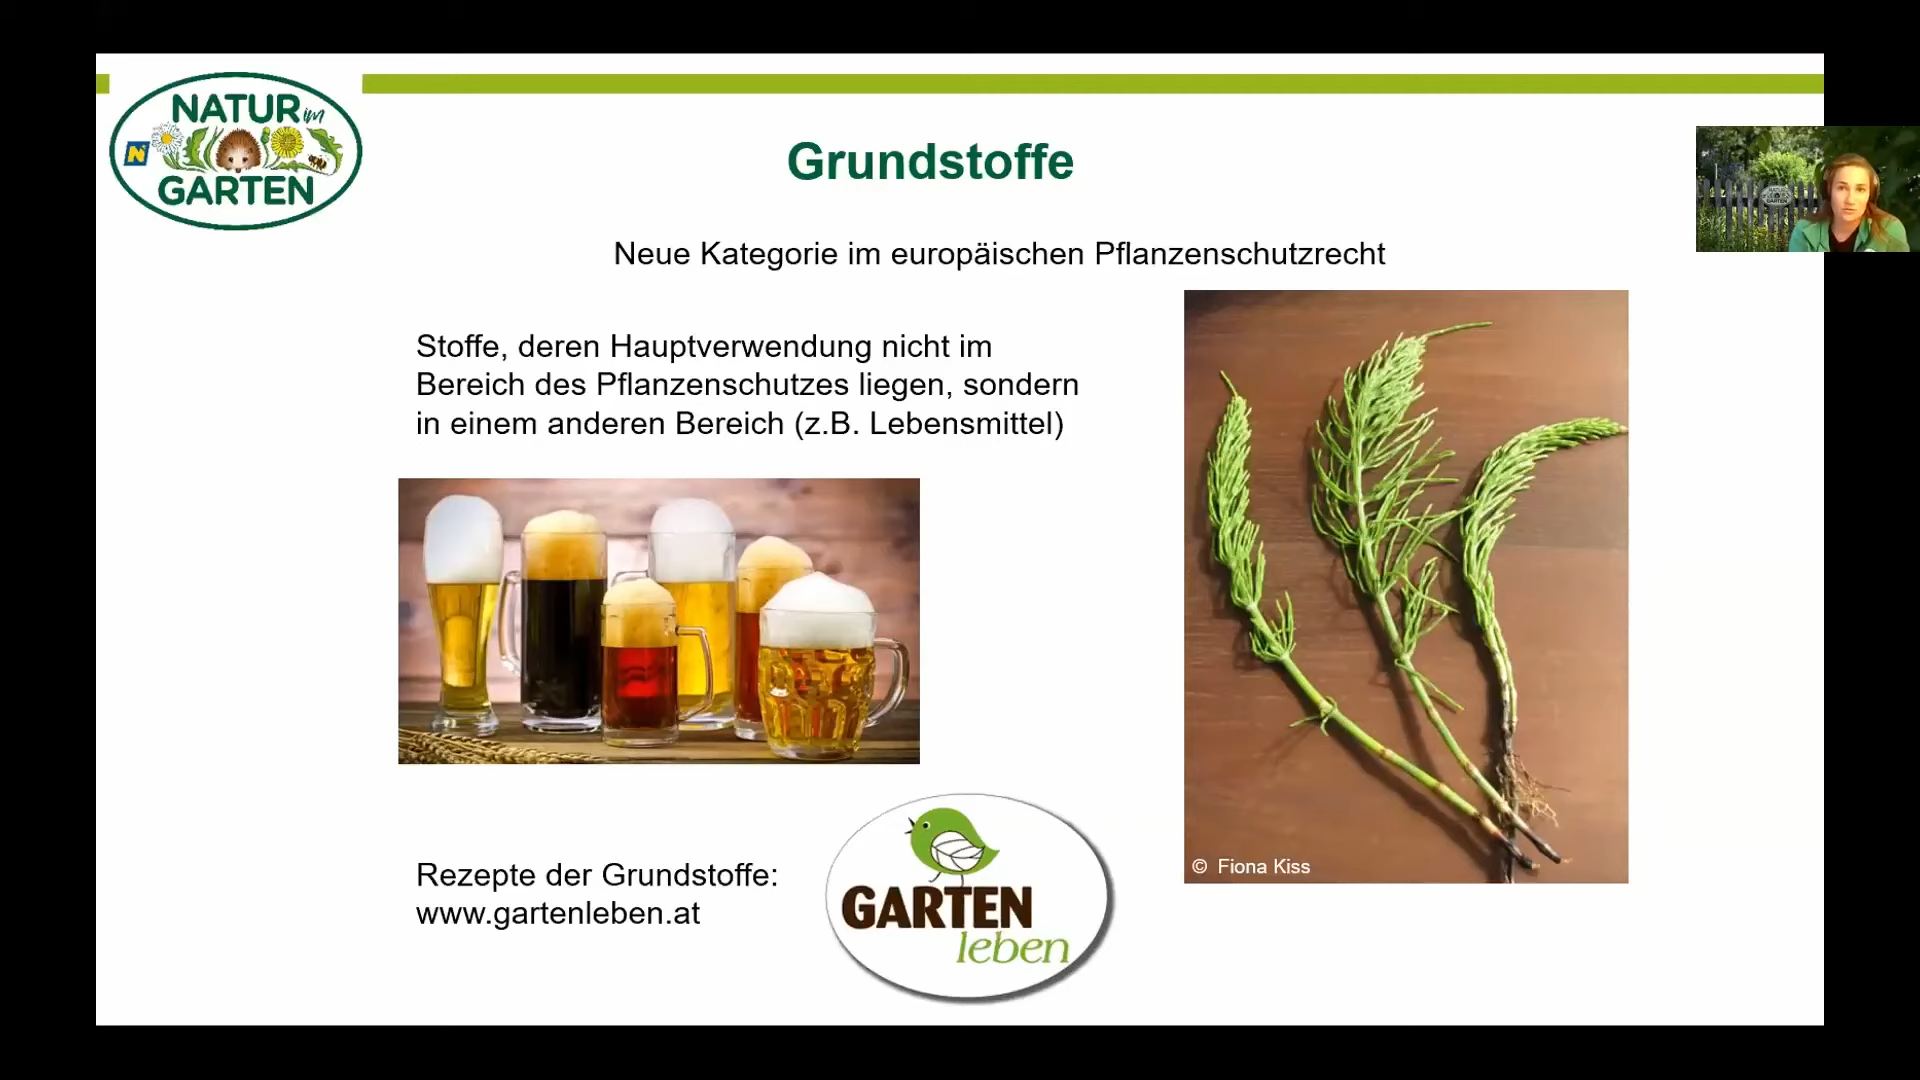 NATUR im
N
GARTEN
Grundstoffe
Neue Kategorie im europäischen Pflanzenschutzrecht
Stoffe, deren Hauptverwendung nicht im
Bereich des Pflanzenschutzes liegen, sondern
in einem anderen Bereich (z.B. Lebensmittel)
© Fiona Kiss
Rezepte der Grundstoffe:
www.gartenleben.at
GARTEN
leben